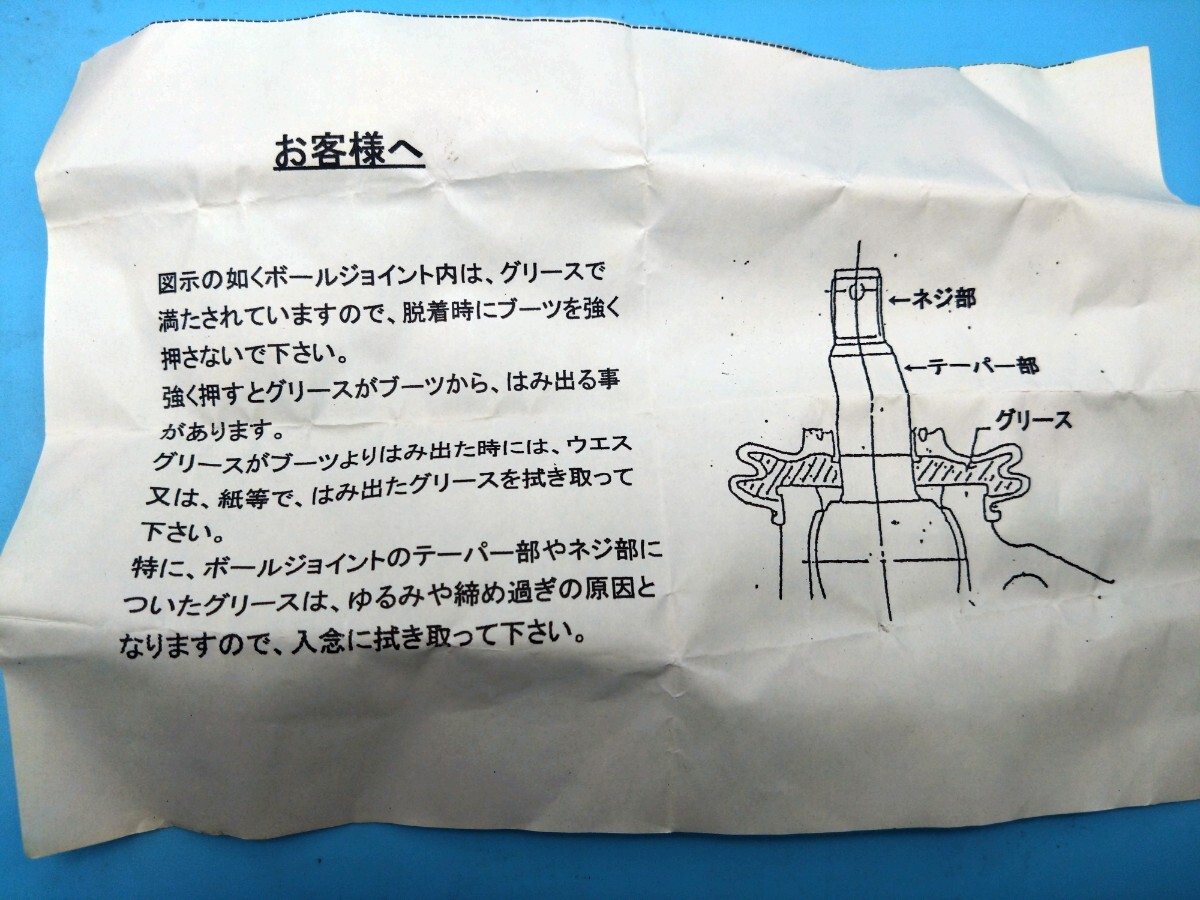 お客様へ
図示の如くボールジョイント内は、グリースで
満たされていますので、脱着時にブーツを強く
押さないで下さい。
強く押すとグリースがブーツから、はみ出る事
があります。
グリースがブーツよりはみ出た時には、ウエス
又は、紙等で、はみ出たグリースを拭き取って
下さい。
特に、ボールジョイントのテーパー部やネジ部に
ついたグリースは、ゆるみや締め過ぎの原因と
なりますので、入念に拭き取って下さい。
←ネジ部
←テーパー部
グリース